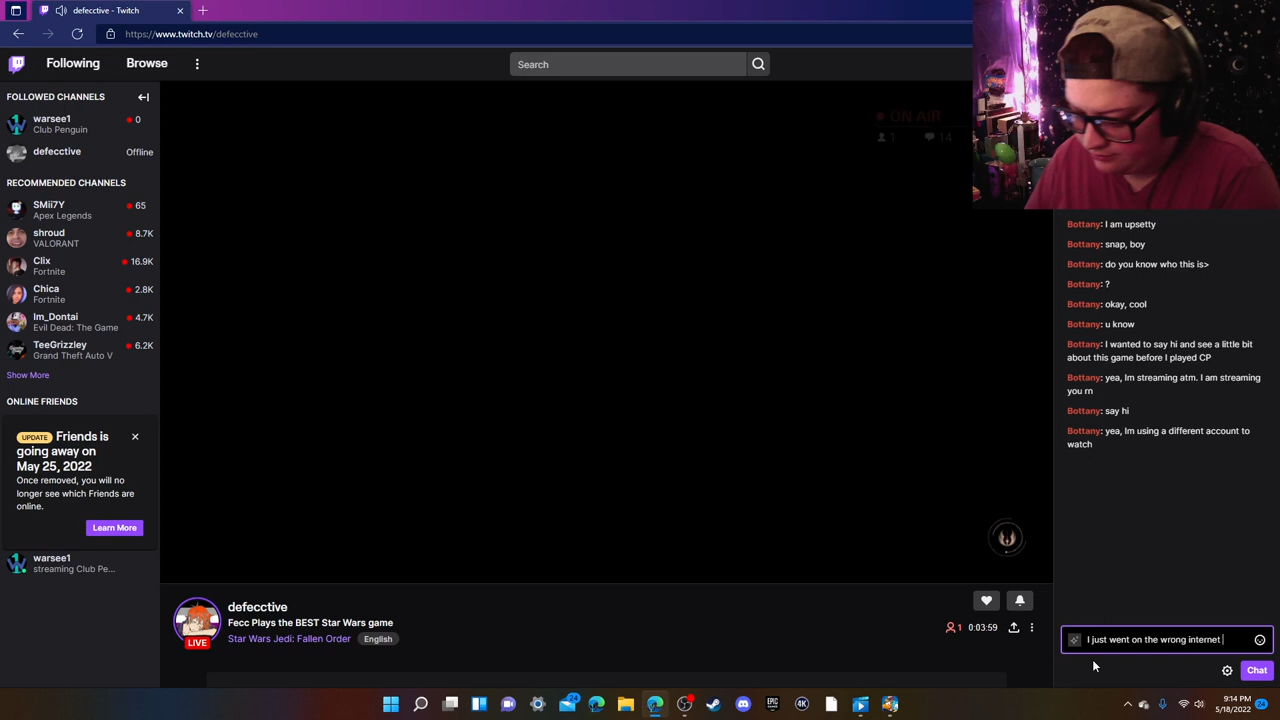 defecctive - Twitch
https://www.twitch.tv/defecctive
Following
Browse
Search
FOLLOWED CHANNELS
warsee1
0
Club Penguin
defecctive
Offline
RECOMMENDED CHANNELS
SMii7Y
65
Apex Legends
shroud
8.7K
VALORANT
Clix
16.9K
Fortnite
Chica
2.8K
Fortnite
Im_Dontai
4.7K
Evil Dead: The Game
TeeGrizzley
6.2K
Grand Theft Auto V
Show More
ONLINE FRIENDS
UPDATE Friends is
going away on
May 25, 2022
Once removed, you will no
longer see which Friends are
online.
Learn More
warsee1
streaming Club Pe...
ON AIR
1
14
defecctive
Fecc Plays the BEST Star Wars game
Star Wars Jedi: Fallen Order
English
LIVE
1
0:03:59
Bottany: I am upsetty
Bottany: snap, boy
Bottany: do you know who this is>
Bottany: ?
Bottany: okay, cool
Bottany: u know
Bottany: I wanted to say hi and see a little bit
about this game before I played CP
Bottany: yea, Im streaming atm. I am streaming
you rn
Bottany: say hi
Bottany: yea, Im using a different account to
watch
I just went on the wrong internet
Chat
24
4K
9:14 PM
5/18/2022
24